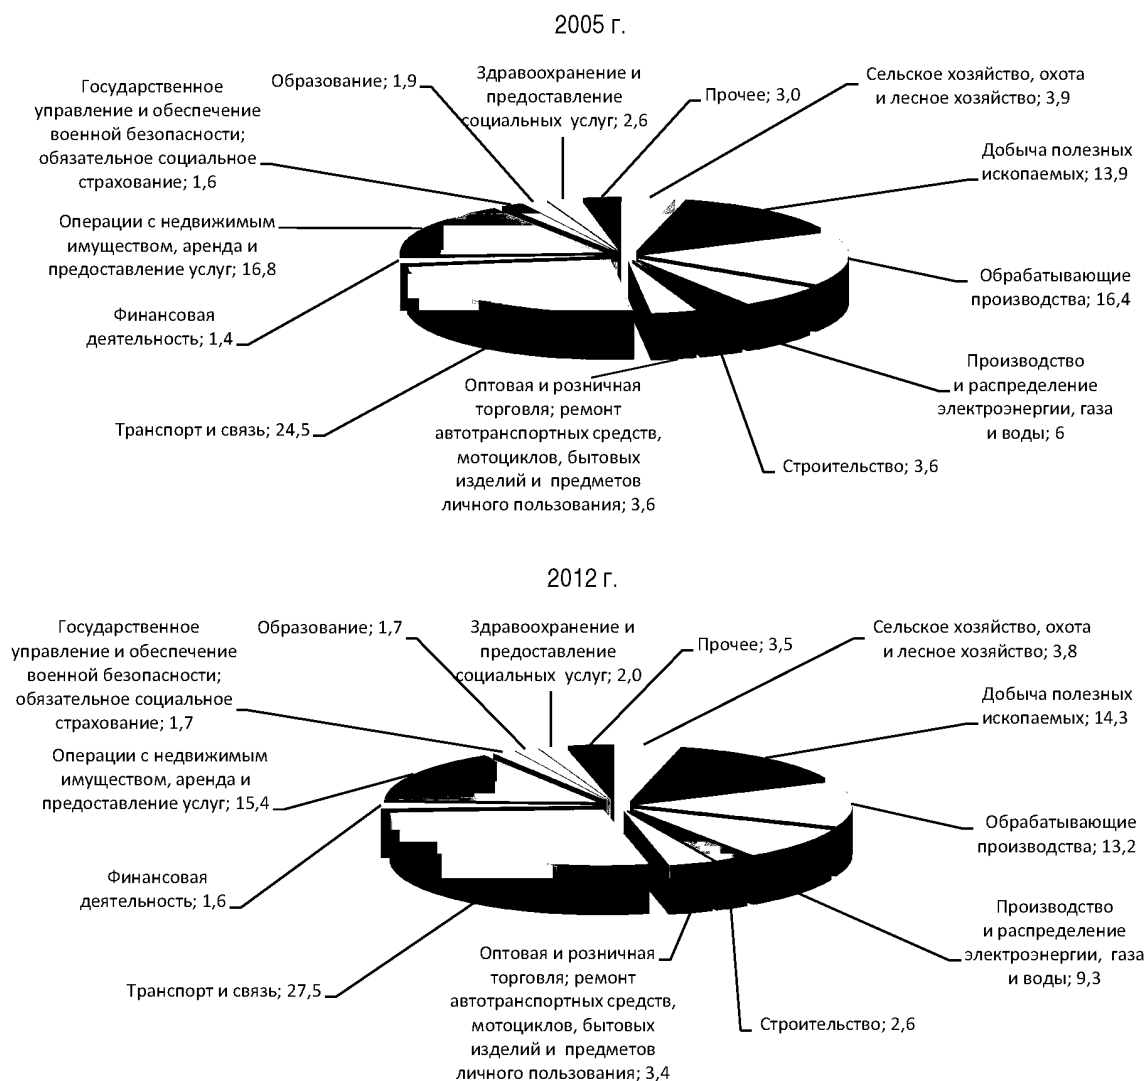 2005 г.
Государственное
управление и обеспечение
военной безопасности;
обязательное социальное
страхование; 1,6
Образование; 1,9
Здравоохранение и
предоставление
социальных услуг; 2,6
Прочее; 3,0
Сельское хозяйство, охота
и лесное хозяйство; 3,9
Добыча полезных
ископаемых; 13,9
Операции с недвижимым
имуществом, аренда и
предоставление услуг; 16,8
Обрабатывающие
производства; 16,4
Финансовая
деятельность; 1,4
Производство
и распределение
электроэнергии, газа
и воды; 6
Транспорт и связь; 24,5
Оптовая и розничная
торговля; ремонт
автотранспортных средств,
мотоциклов, бытовых
изделий и предметов
личного пользования; 3,6
Строительство; 3,6
2012 г.
Государственное
управление и обеспечение
военной безопасности;
обязательное социальное
страхование; 1,7
Образование; 1,7
Здравоохранение и
предоставление
социальных услуг; 2,0
Прочее; 3,5
Сельское хозяйство, охота
и лесное хозяйство; 3,8
Добыча полезных
ископаемых; 14,3
Операции с недвижимым
имуществом, аренда и
предоставление услуг; 15,4
Обрабатывающие
производства; 13,2
Финансовая
деятельность; 1,6
Производство
и распределение
электроэнергии, газа
и воды; 9,3
Транспорт и связь; 27,5
Оптовая и розничная
торговля; ремонт
автотранспортных средств,
мотоциклов, бытовых
изделий и предметов
личного пользования; 3,4
Строительство; 2,6